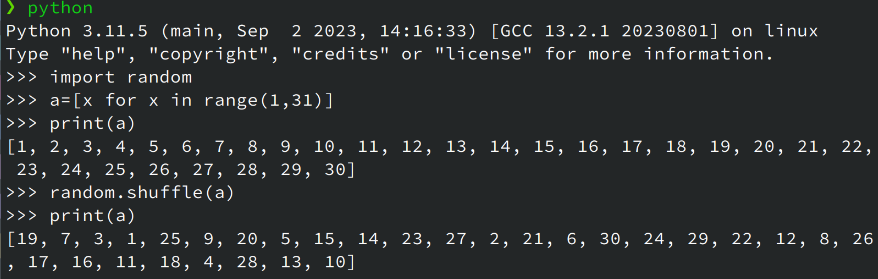 ❯ python
Python 3.11.5 (main, Sep  2 2023, 14:16:33) [GCC 13.2.1 20230801] on linux
Type "help", "copyright", "credits" or "license" for more information.
>>> import random
>>> a=[x for x in range(1,31)]
>>> print(a)
[1, 2, 3, 4, 5, 6, 7, 8, 9, 10, 11, 12, 13, 14, 15, 16, 17, 18, 19, 20, 21, 22,
 23, 24, 25, 26, 27, 28, 29, 30]
>>> random.shuffle(a)
>>> print(a)
[19, 7, 3, 1, 25, 9, 20, 5, 15, 14, 23, 27, 2, 21, 6, 30, 24, 29, 22, 12, 8, 26
, 17, 16, 11, 18, 4, 28, 13, 10]